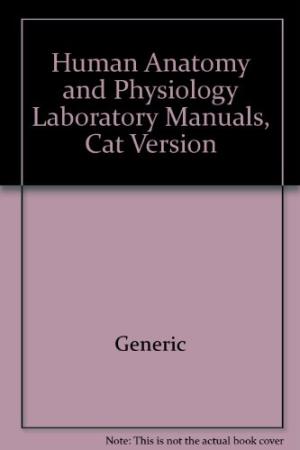 Human Anatomy
and Physiology
Laboratory Manuals,
Cat Version
Generic
Note: This is not the actual book cover